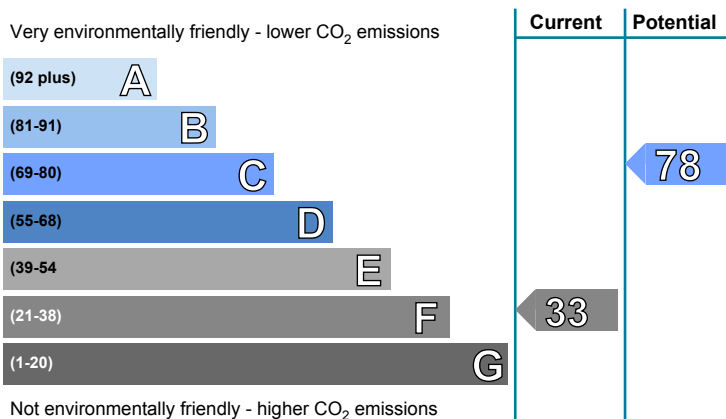 Current Potential
Very environmentally friendly - lower CO2 emissions
(92 plus) A
(81-91) B
(69-80) C
78
(55-68) D
(39-54 E
(21-38) F
33
(1-20) G
Not environmentally friendly - higher CO2 emissions